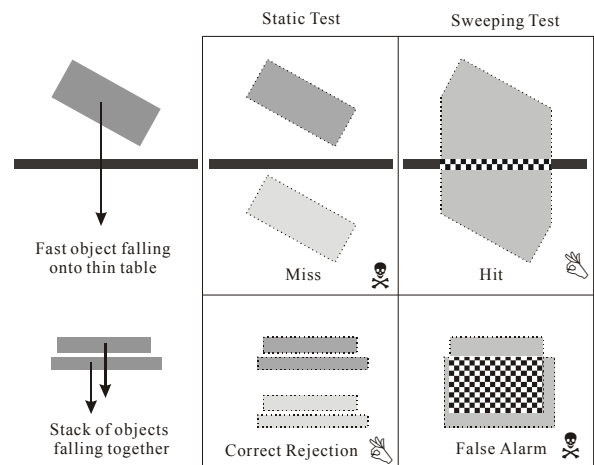 Static Test
Sweeping Test
Fast object falling
onto thin table
Miss
Hit
Stack of objects
falling together
Correct Rejection
False Alarm